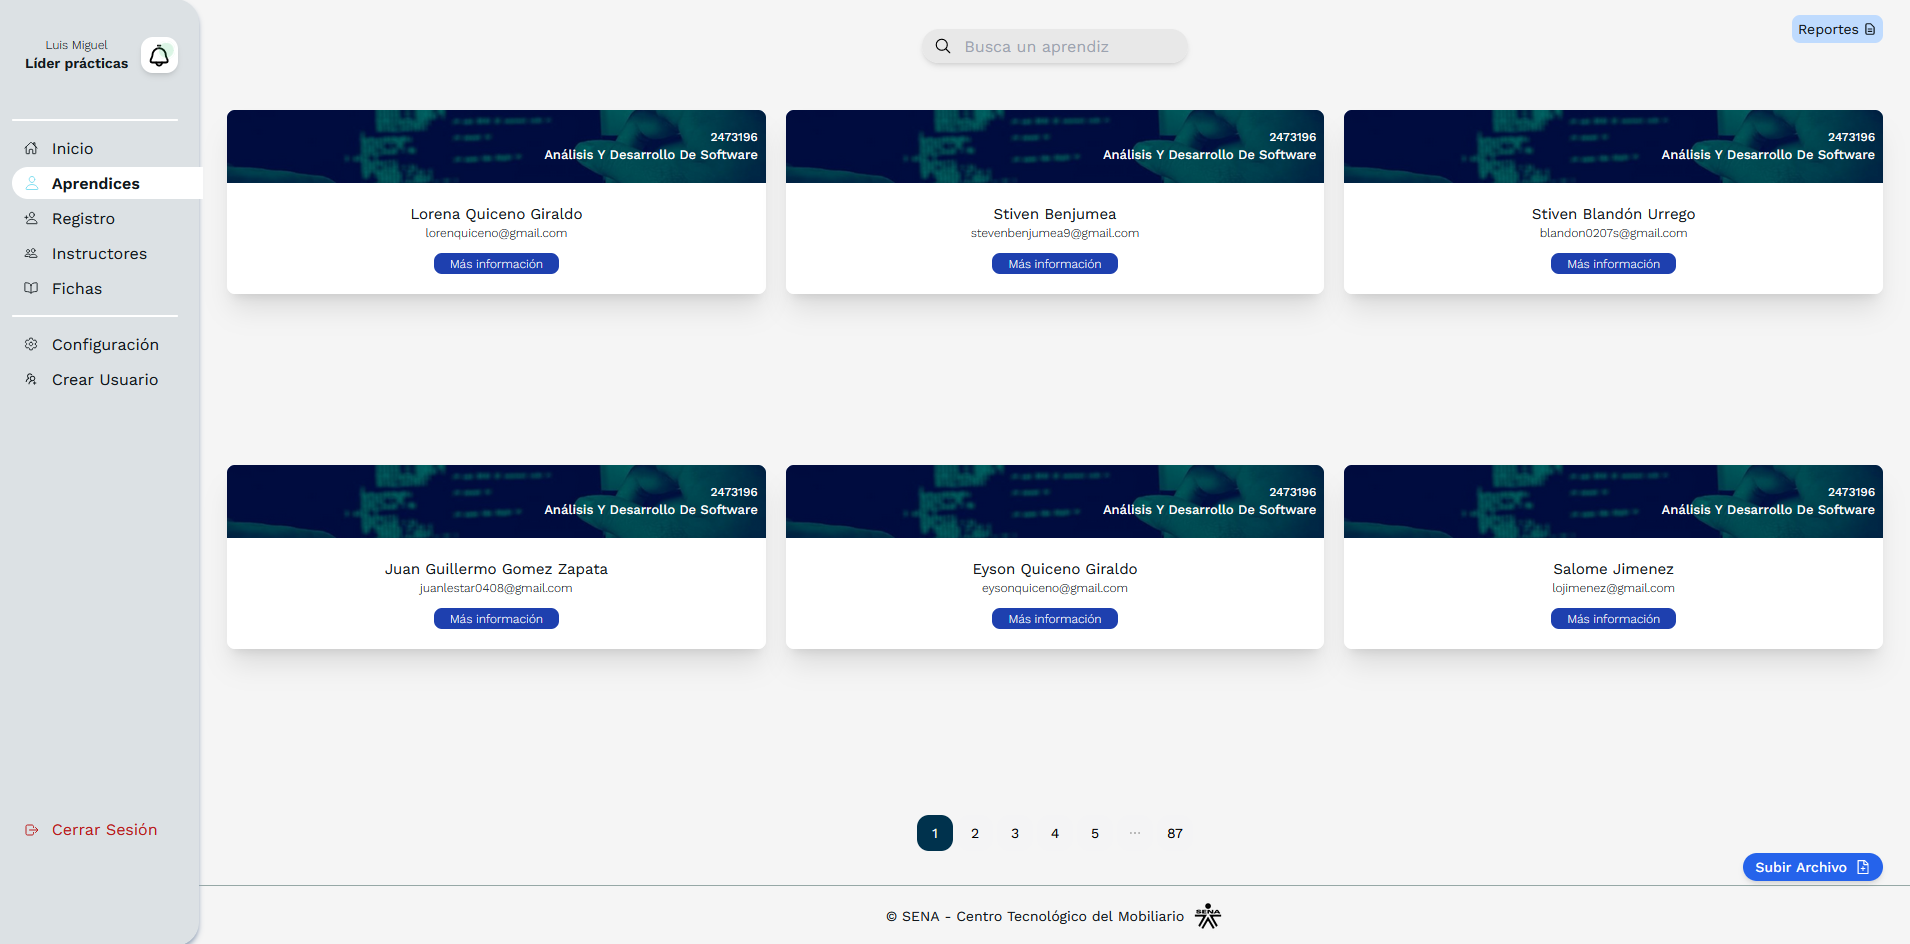 Luis Miguel
Líder prácticas
Inicio
Aprendices
Registro
Instructores
Fichas
Configuración
Crear Usuario
Cerrar Sesión
Busca un aprendiz
Reportes
2473196
Análisis Y Desarrollo De Software
Lorena Quiceno Giraldo
lorenquiceno@gmail.com
Más información
2473196
Análisis Y Desarrollo De Software
Stiven Benjumea
stevenbenjumea9@gmail.com
Más información
2473196
Análisis Y Desarrollo De Software
Stiven Blandón Urrego
blandon0207s@gmail.com
Más información
2473196
Análisis Y Desarrollo De Software
Juan Guillermo Gomez Zapata
juanlestar0408@gmail.com
Más información
2473196
Análisis Y Desarrollo De Software
Eyson Quiceno Giraldo
eysonquiceno@gmail.com
Más información
2473196
Análisis Y Desarrollo De Software
Salome Jimenez
lojimenez@gmail.com
Más información
1 2 3 4 5 ··· 87
Subir Archivo
© SENA - Centro Tecnológico del Mobiliario
SENA